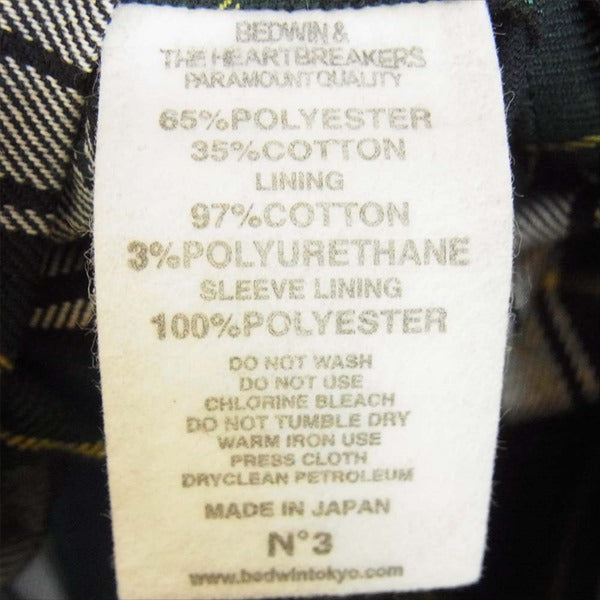 BEDWIN &
THE HEARTBREAKERS
PARAMOUNT QUALITY
65%POLYESTER
35%COTTON
LINING
97%COTTON
3%POLYURETHANE
SLEEVE LINING
100%POLYESTER
DO NOT WASH
DO NOT USE
CHLORINE BLEACH
DO NOT TUMBLE DRY
WARM IRON USE
PRESS CLOTH
DRYCLEAN PETROLEUM
MADE IN JAPAN
N°3
www.bedwintokyo.com